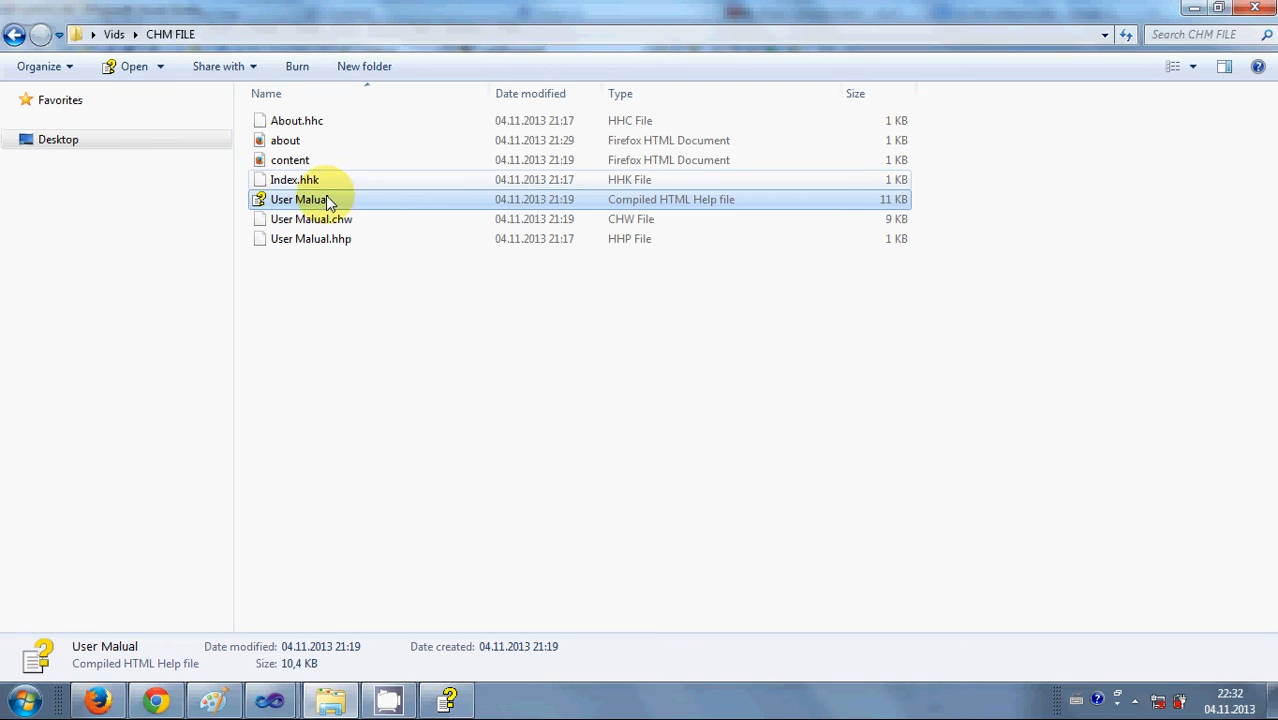 Vids CHM FILE Search CHM FILE
Organize Open Share with Burn New folder
Favorites
Desktop
Name Date modified Type Size
About.hhc 04.11.2013 21:17 HHC File 1 KB
about 04.11.2013 21:29 Firefox HTML Document 1 KB
content 04.11.2013 21:19 Firefox HTML Document 1 KB
Index.hhk 04.11.2013 21:17 HHK File 1 KB
User Malual 04.11.2013 21:19 Compiled HTML Help file 11 KB
User Malual.chw 04.11.2013 21:19 CHW File 9 KB
User Malual.hhp 04.11.2013 21:17 HHP File 1 KB
User Malual Date modified: 04.11.2013 21:19 Date created: 04.11.2013 21:19
Compiled HTML Help file Size: 10,4 KB
22:32
04.11.2013